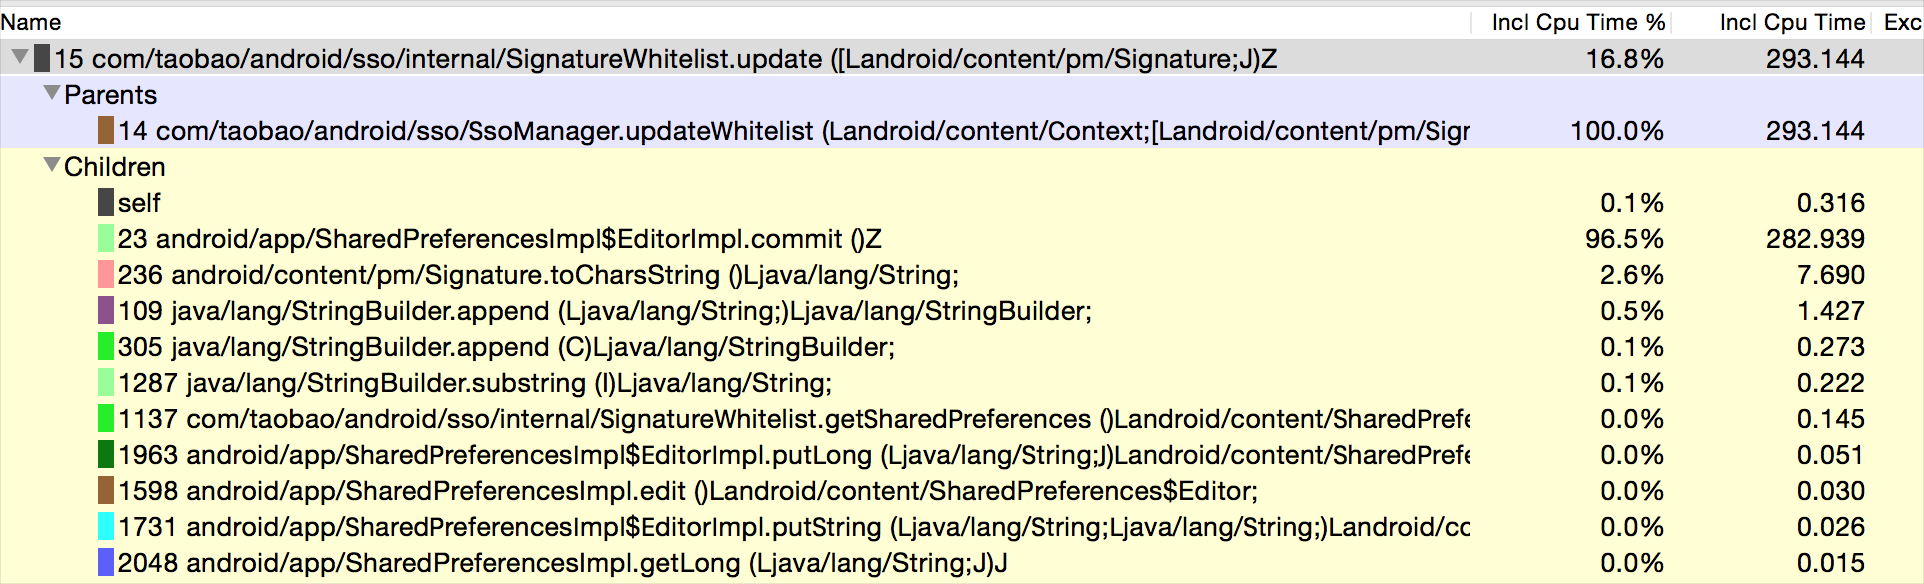 Name Incl Cpu Time % Incl Cpu Time Exc
15 com/taobao/android/sso/internal/SignatureWhitelist.update ([Landroid/content/pm/Signature;J)Z 16.8% 293.144
Parents
14 com/taobao/android/sso/SsoManager.updateWhitelist (Landroid/content/Context;[Landroid/content/pm/Sigr 100.0% 293.144
Children
self 0.1% 0.316
23 android/app/SharedPreferencesImpl$EditorImpl.commit ()Z 96.5% 282.939
236 android/content/pm/Signature.toCharsString ()Ljava/lang/String; 2.6% 7.690
109 java/lang/StringBuilder.append (Ljava/lang/String;)Ljava/lang/StringBuilder; 0.5% 1.427
305 java/lang/StringBuilder.append (C)Ljava/lang/StringBuilder; 0.1% 0.273
1287 java/lang/StringBuilder.substring (I)Ljava/lang/String; 0.1% 0.222
1137 com/taobao/android/sso/internal/SignatureWhitelist.getSharedPreferences ()Landroid/content/SharedPrefe 0.0% 0.145
1963 android/app/SharedPreferencesImpl$EditorImpl.putLong (Ljava/lang/String;J)Landroid/content/SharedPrefe 0.0% 0.051
1598 android/app/SharedPreferencesImpl.edit ()Landroid/content/SharedPreferences$Editor; 0.0% 0.030
1731 android/app/SharedPreferencesImpl$EditorImpl.putString (Ljava/lang/String;Ljava/lang/String;)Landroid/co 0.0% 0.026
2048 android/app/SharedPreferencesImpl.getLong (Ljava/lang/String;J)J 0.0% 0.015